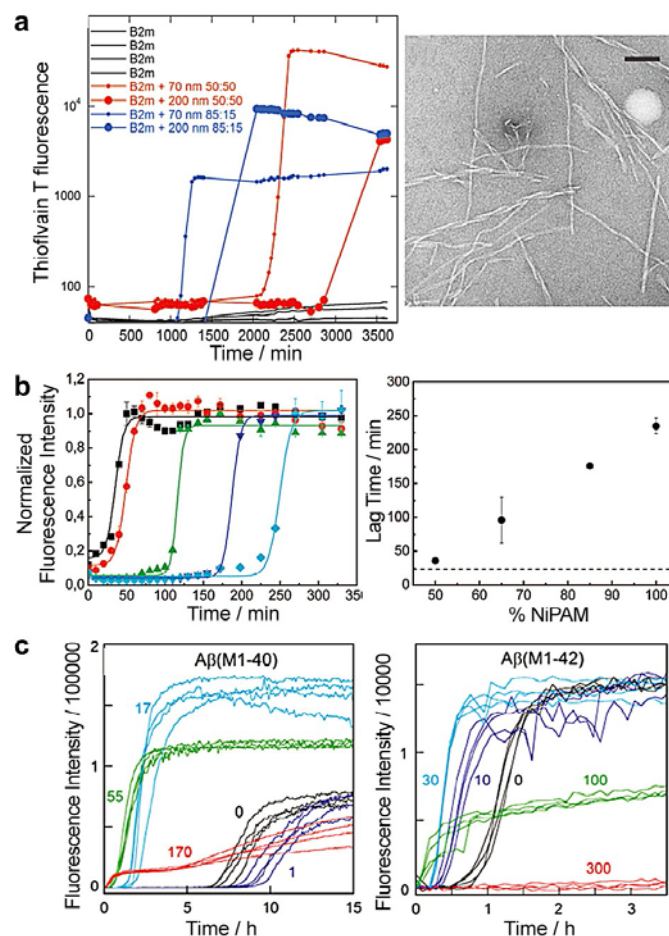 a
B2m
B2m
B2m
B2m
B2m + 70 nm 50:50
B2m + 200 nm 50:50
B2m + 70 nm 85:15
B2m + 200 nm 85:15
Thioflvain T fluorescence
10⁴
1000
100
0 500 1000 1500 2000 2500 3000 3500
Time / min
b
Normalized
Fluorescence Intensity
1,2
1,0
0,8
0,6
0,4
0,2
0,0
0 50 100 150 200 250 300
Time / min
Lag Time / min
300
250
200
150
100
50
0
50 60 70 80 90 100
% NiPAM
c
Fluorescence Intensity / 100000
2
1
0
Aβ(M1-40)
17
55
0
170
1
0 5 10 15
Time / h
Fluorescence Intensity / 10000
1
0
Aβ(M1-42)
30
10
0
100
300
0 1 2 3
Time / h